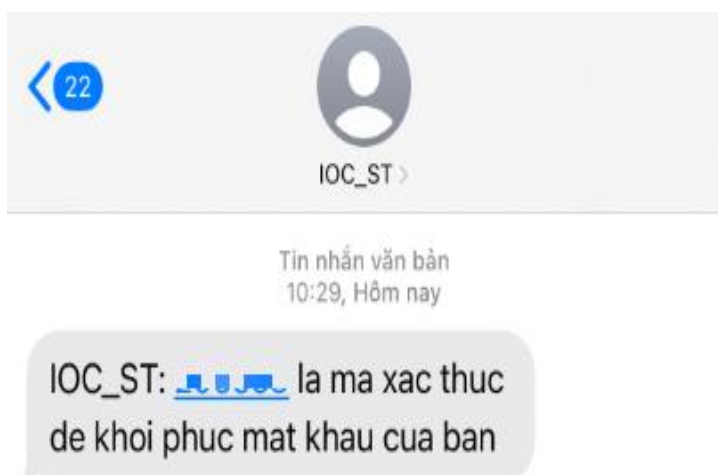 22
IOC_ST
Tin nhắn văn bản
10:29, Hôm nay
IOC_ST: la ma xac thuc
de khoi phuc mat khau cua ban